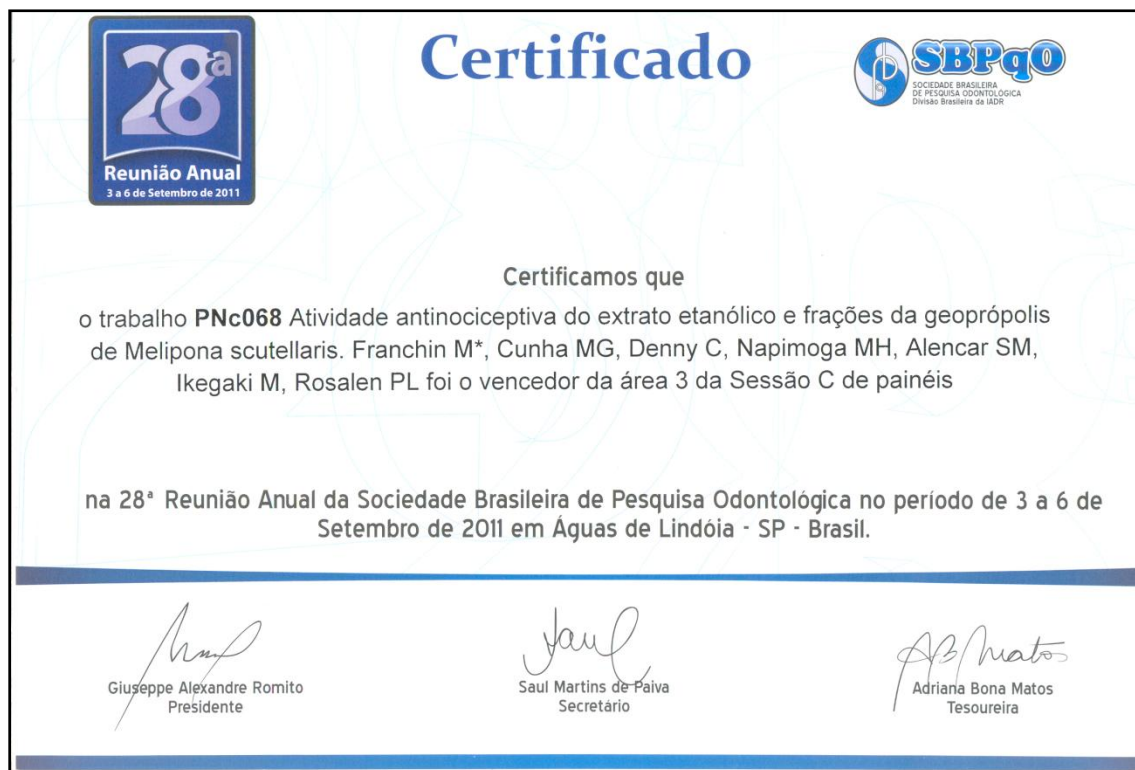 28ª
Reunião Anual
3 a 6 de Setembro de 2011
Certificado
SBPqO
SOCIEDADE BRASILEIRA
DE PESQUISA ODONTOLÓGICA
Divisão Brasileira da IADR
Certificamos que
o trabalho PNc068 Atividade antinociceptiva do extrato etanólico e frações da geoprópolis
de Melipona scutellaris. Franchin M*, Cunha MG, Denny C, Napimoga MH, Alencar SM,
Ikegaki M, Rosalen PL foi o vencedor da área 3 da Sessão C de painéis
na 28ª Reunião Anual da Sociedade Brasileira de Pesquisa Odontológica no período de 3 a 6 de
Setembro de 2011 em Águas de Lindóia - SP - Brasil.
Saul
AB Matos
Giuseppe Alexandre Romito
Presidente
Saul Martins de Paiva
Secretário
Adriana Bona Matos
Tesoureira